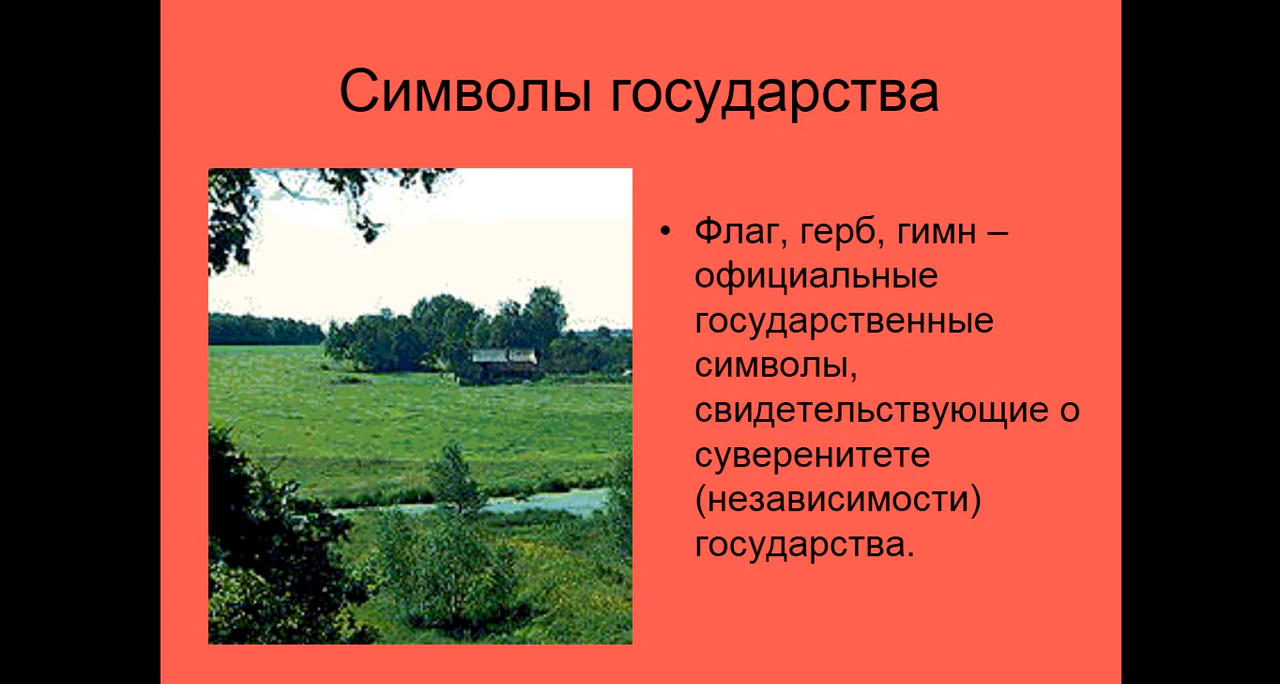 Символы государства
• Флаг, герб, гимн –
официальные
государственные
символы,
свидетельствующие о
суверенитете
(независимости)
государства.